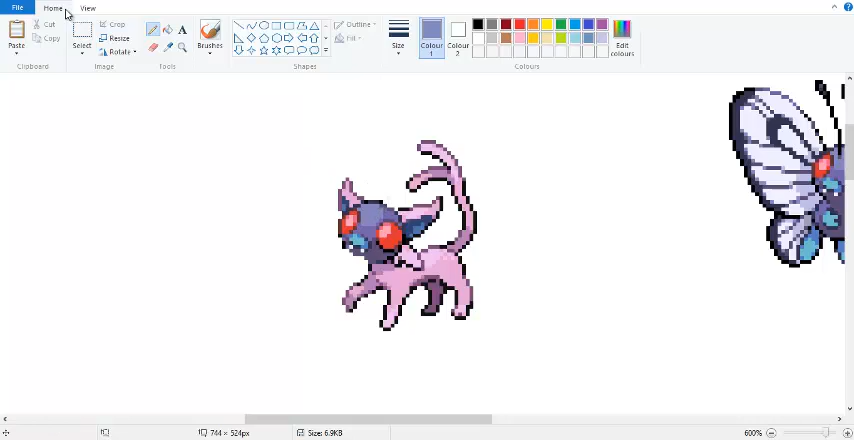 File Home View
Paste Cut Copy Clipboard
Select Crop Resize Rotate Image
A Tools
Brushes
Shapes Outline Fill
Size
Colour 1 Colour 2 Edit colours Colours
744 × 524px Size: 6.9KB 600%